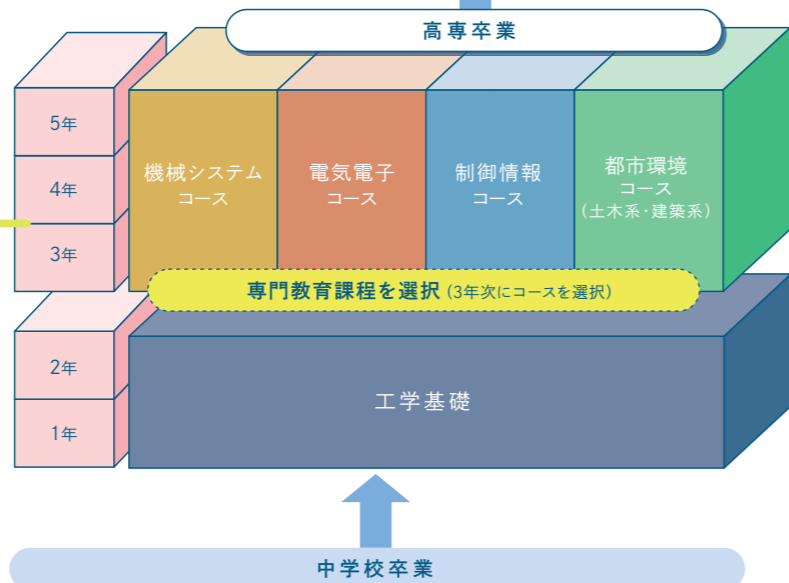 高専卒業
5年
4年
3年
機械システム
コース
電気電子
コース
制御情報
コース
都市環境
コース
(土木系・建築系)
専門教育課程を選択 (3年次にコースを選択)
2年
1年
工学基礎
中学校卒業